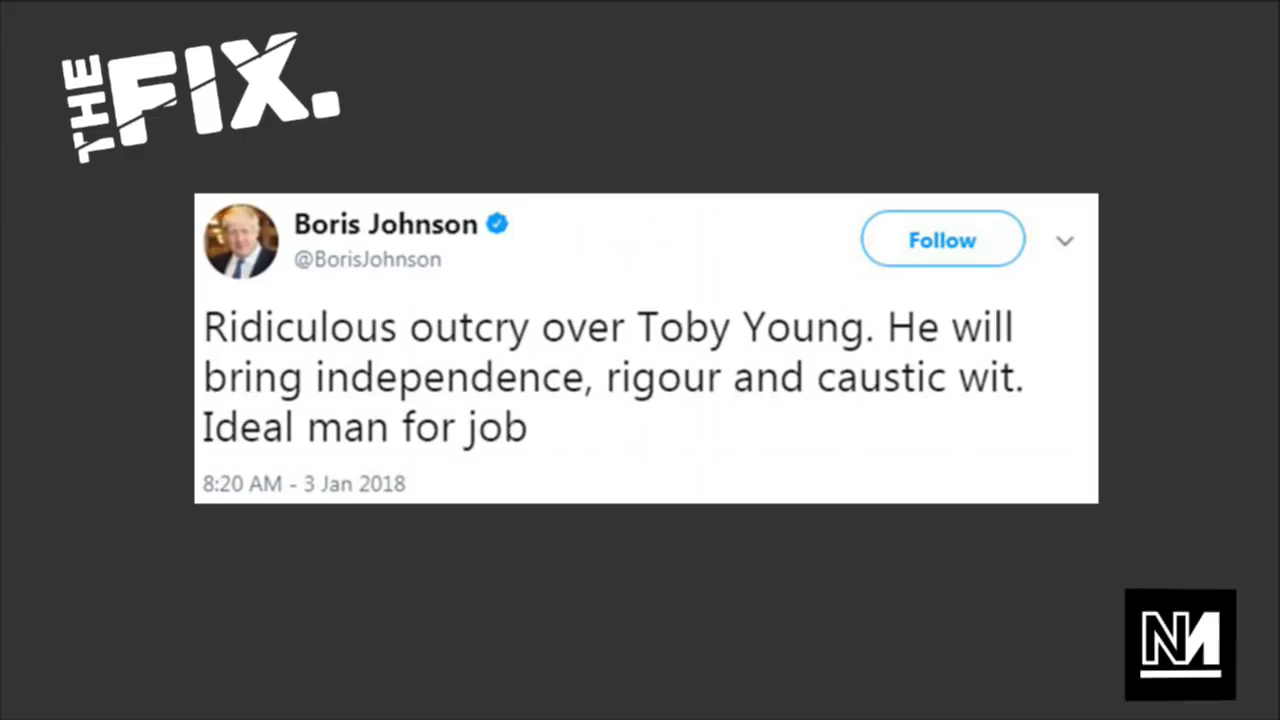 THE FIX.
Boris Johnson
@BorisJohnson
Follow
Ridiculous outcry over Toby Young. He will
bring independence, rigour and caustic wit.
Ideal man for job
8:20 AM - 3 Jan 2018
NM